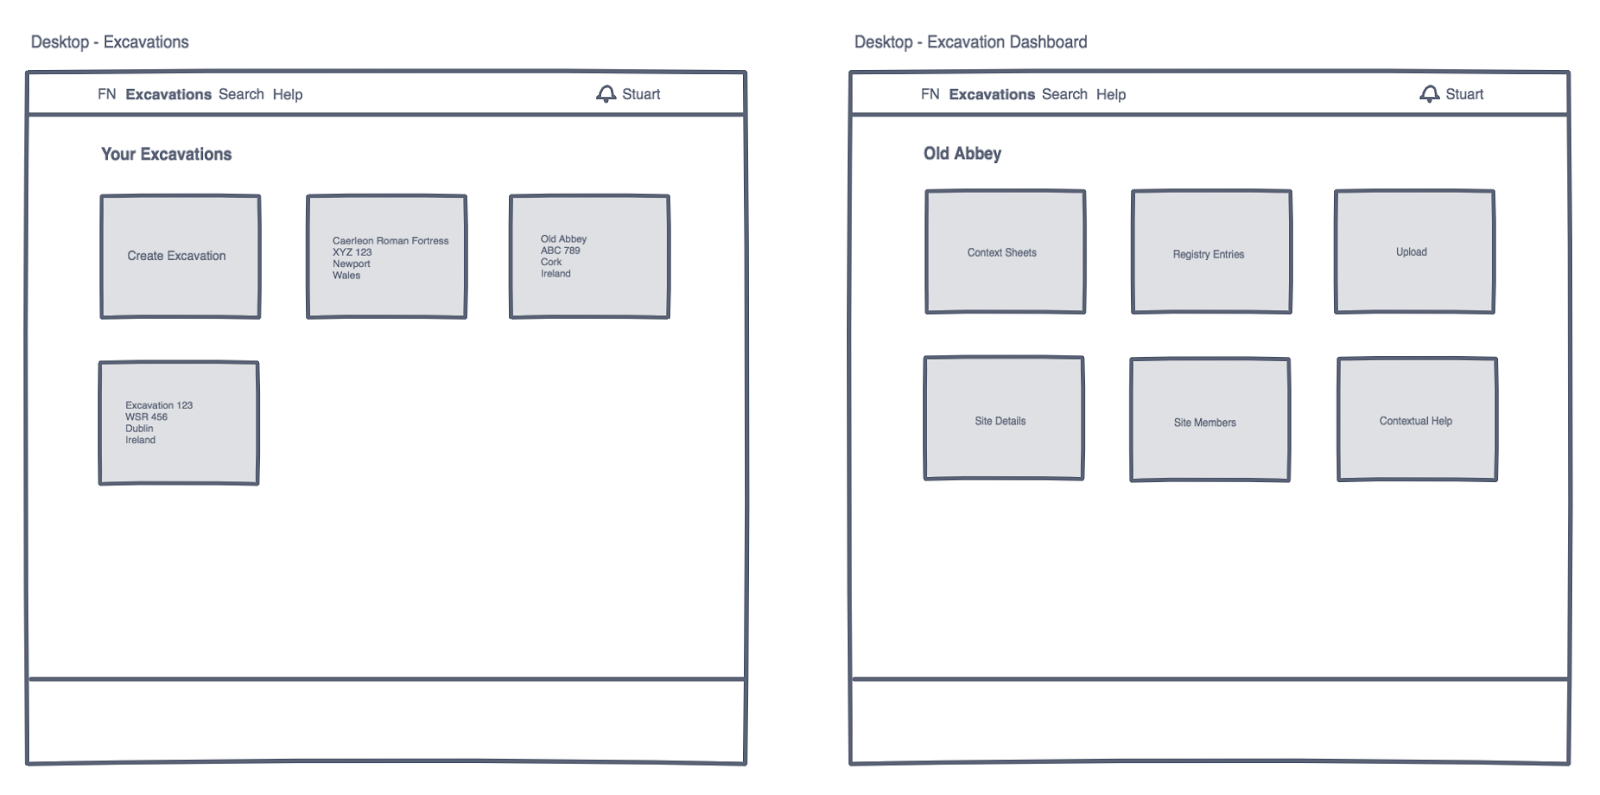 Desktop - Excavations
FN Excavations Search Help Stuart
Your Excavations
Create Excavation
Caerleon Roman Fortress
XYZ 123
Newport
Wales
Old Abbey
ABC 789
Cork
Ireland
Excavation 123
WSR 456
Dublin
Ireland
Desktop - Excavation Dashboard
FN Excavations Search Help Stuart
Old Abbey
Context Sheets
Registry Entries
Upload
Site Details
Site Members
Contextual Help